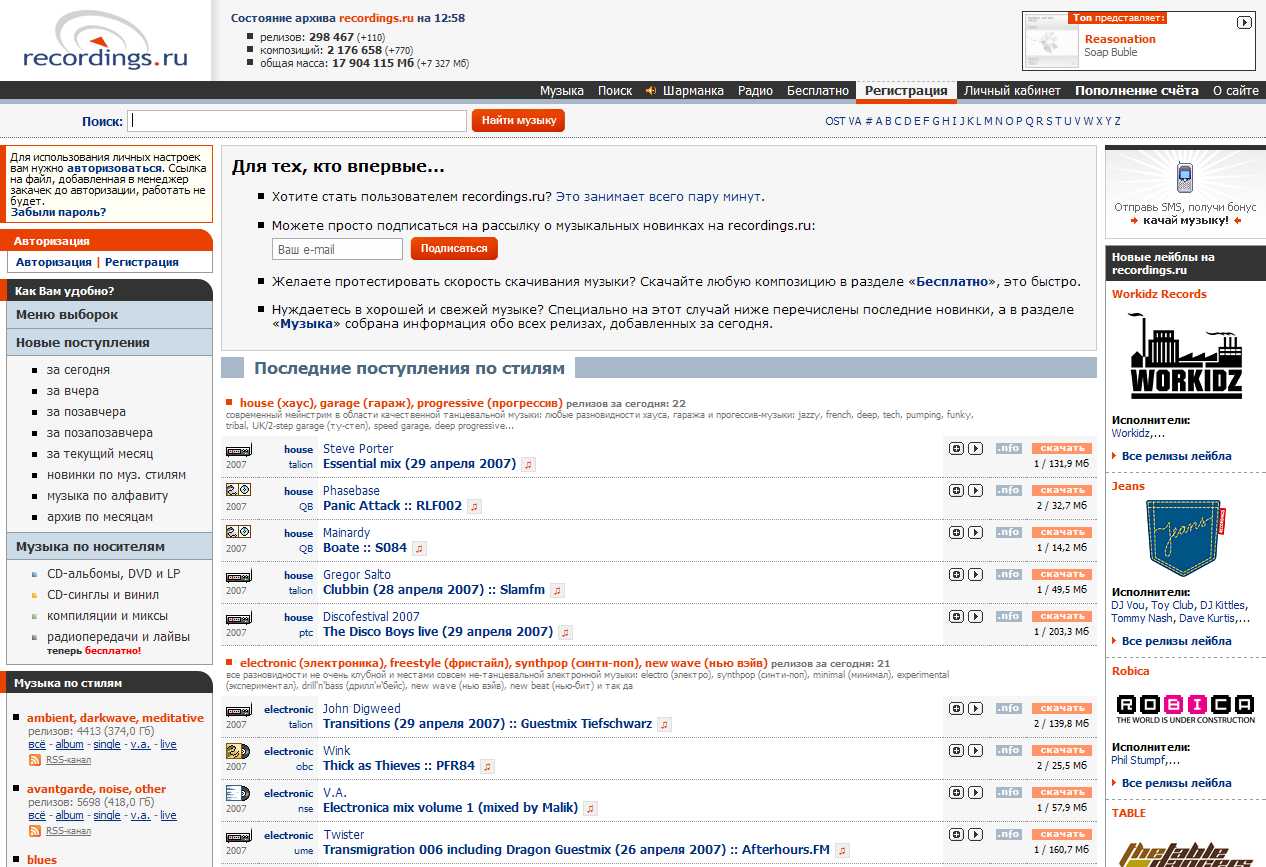 recordings.ru
Состояние архива recordings.ru на 12:58
релизов: 298 467 (+110)
композиций: 2 176 658 (+770)
общая масса: 17 904 115 Мб (+7 327 Мб)
Топ представляет:
Reasonation
Soap Buble
Музыка Поиск Шарманка Радио Бесплатно Регистрация Личный кабинет Пополнение счёта О сайте
Поиск: Найти музыку
OST VA # A B C D E F G H I J K L M N O P Q R S T U V W X Y Z
Для использования личных настроек
вам нужно авторизоваться. Ссылка
на файл, добавленная в менеджер
закачек до авторизации, работать не
будет.
Забыли пароль?
Авторизация
Авторизация | Регистрация
Как Вам удобно?
Меню выборок
Новые поступления
за сегодня
за вчера
за позавчера
за позапозавчера
за текущий месяц
новинки по муз. стилям
музыка по алфавиту
архив по месяцам
Музыка по носителям
CD-альбомы, DVD и LP
CD-синглы и винил
компиляции и миксы
радиопередачи и лайвы
теперь бесплатно!
Музыка по стилям
ambient, darkwave, meditative
релизов: 4413 (374,0 Гб)
всё - album - single - v.a. - live
RSS-канал
avantgarde, noise, other
релизов: 5698 (418,0 Гб)
всё - album - single - v.a. - live
RSS-канал
blues
Для тех, кто впервые...
Хотите стать пользователем recordings.ru? Это занимает всего пару минут.
Можете просто подписаться на рассылку о музыкальных новинках на recordings.ru:
Ваш e-mail Подписаться
Желаете протестировать скорость скачивания музыки? Скачайте любую композицию в разделе «Бесплатно», это быстро.
Нуждаетесь в хорошей и свежей музыке? Специально на этот случай ниже перечислены последние новинки, а в разделе
«Музыка» собрана информация обо всех релизах, добавленных за сегодня.
Последние поступления по стилям
house (хаус), garage (гараж), progressive (прогрессив) релизов за сегодня: 22
современный мейнстрим в области качественной танцевальной музыки: любые разновидности хауса, гаража и прогессив-музыки: jazzy, french, deep, tech, pumping, funky,
tribal, UK/2-step garage (ту-степ), speed garage, deep progressive...
house Steve Porter .nfo скачать
2007 talion Essential mix (29 апреля 2007) 1 / 131,9 Мб
house Phasebase .nfo скачать
2007 QB Panic Attack :: RLF002 2 / 32,7 Мб
house Mainardy .nfo скачать
2007 QB Boate :: S084 1 / 14,2 Мб
house Gregor Salto .nfo скачать
2007 talion Clubbin (28 апреля 2007) :: Slamfm 1 / 49,5 Мб
house Discofestival 2007 .nfo скачать
2007 ptc The Disco Boys live (29 апреля 2007) 1 / 203,3 Мб
electronic (электроника), freestyle (фристайл), synthpop (синти-поп), new wave (нью вэйв) релизов за сегодня: 21
все разновидности не очень клубной и местами совсем не-танцевальной электронной музыки: electro (электро), synthpop (синти-поп), minimal (минимал), experimental
(экспериментал), drill'n'bass (дрилл'н'бейс), new wave (нью вэйв), new beat (нью-бит) и так да
electronic John Digweed .nfo скачать
2007 talion Transitions (29 апреля 2007) :: Guestmix Tiefschwarz 2 / 139,8 Мб
electronic Wink .nfo скачать
2007 obc Thick as Thieves :: PFR84 2 / 25,5 Мб
electronic V.A. .nfo скачать
2007 nse Electronica mix volume 1 (mixed by Malik) 1 / 57,9 Мб
electronic Twister .nfo скачать
2007 ume Transmigration 006 including Dragon Guestmix (26 апреля 2007) :: Afterhours.FM 1 / 160,7 Мб
Отправь SMS, получи бонус
качай музыку!
Новые лейблы на
recordings.ru
Workidz Records
WORKIDZ
Исполнители:
Workidz,...
Все релизы лейбла
Jeans
jeans
Исполнители:
DJ Vou, Toy Club, DJ Kittles,
Tommy Nash, Dave Kurtis,...
Все релизы лейбла
Robica
ROBICA
THE WORLD IS UNDER CONSTRUCTION
Исполнители:
Phil Stumpf,...
Все релизы лейбла
TABLE